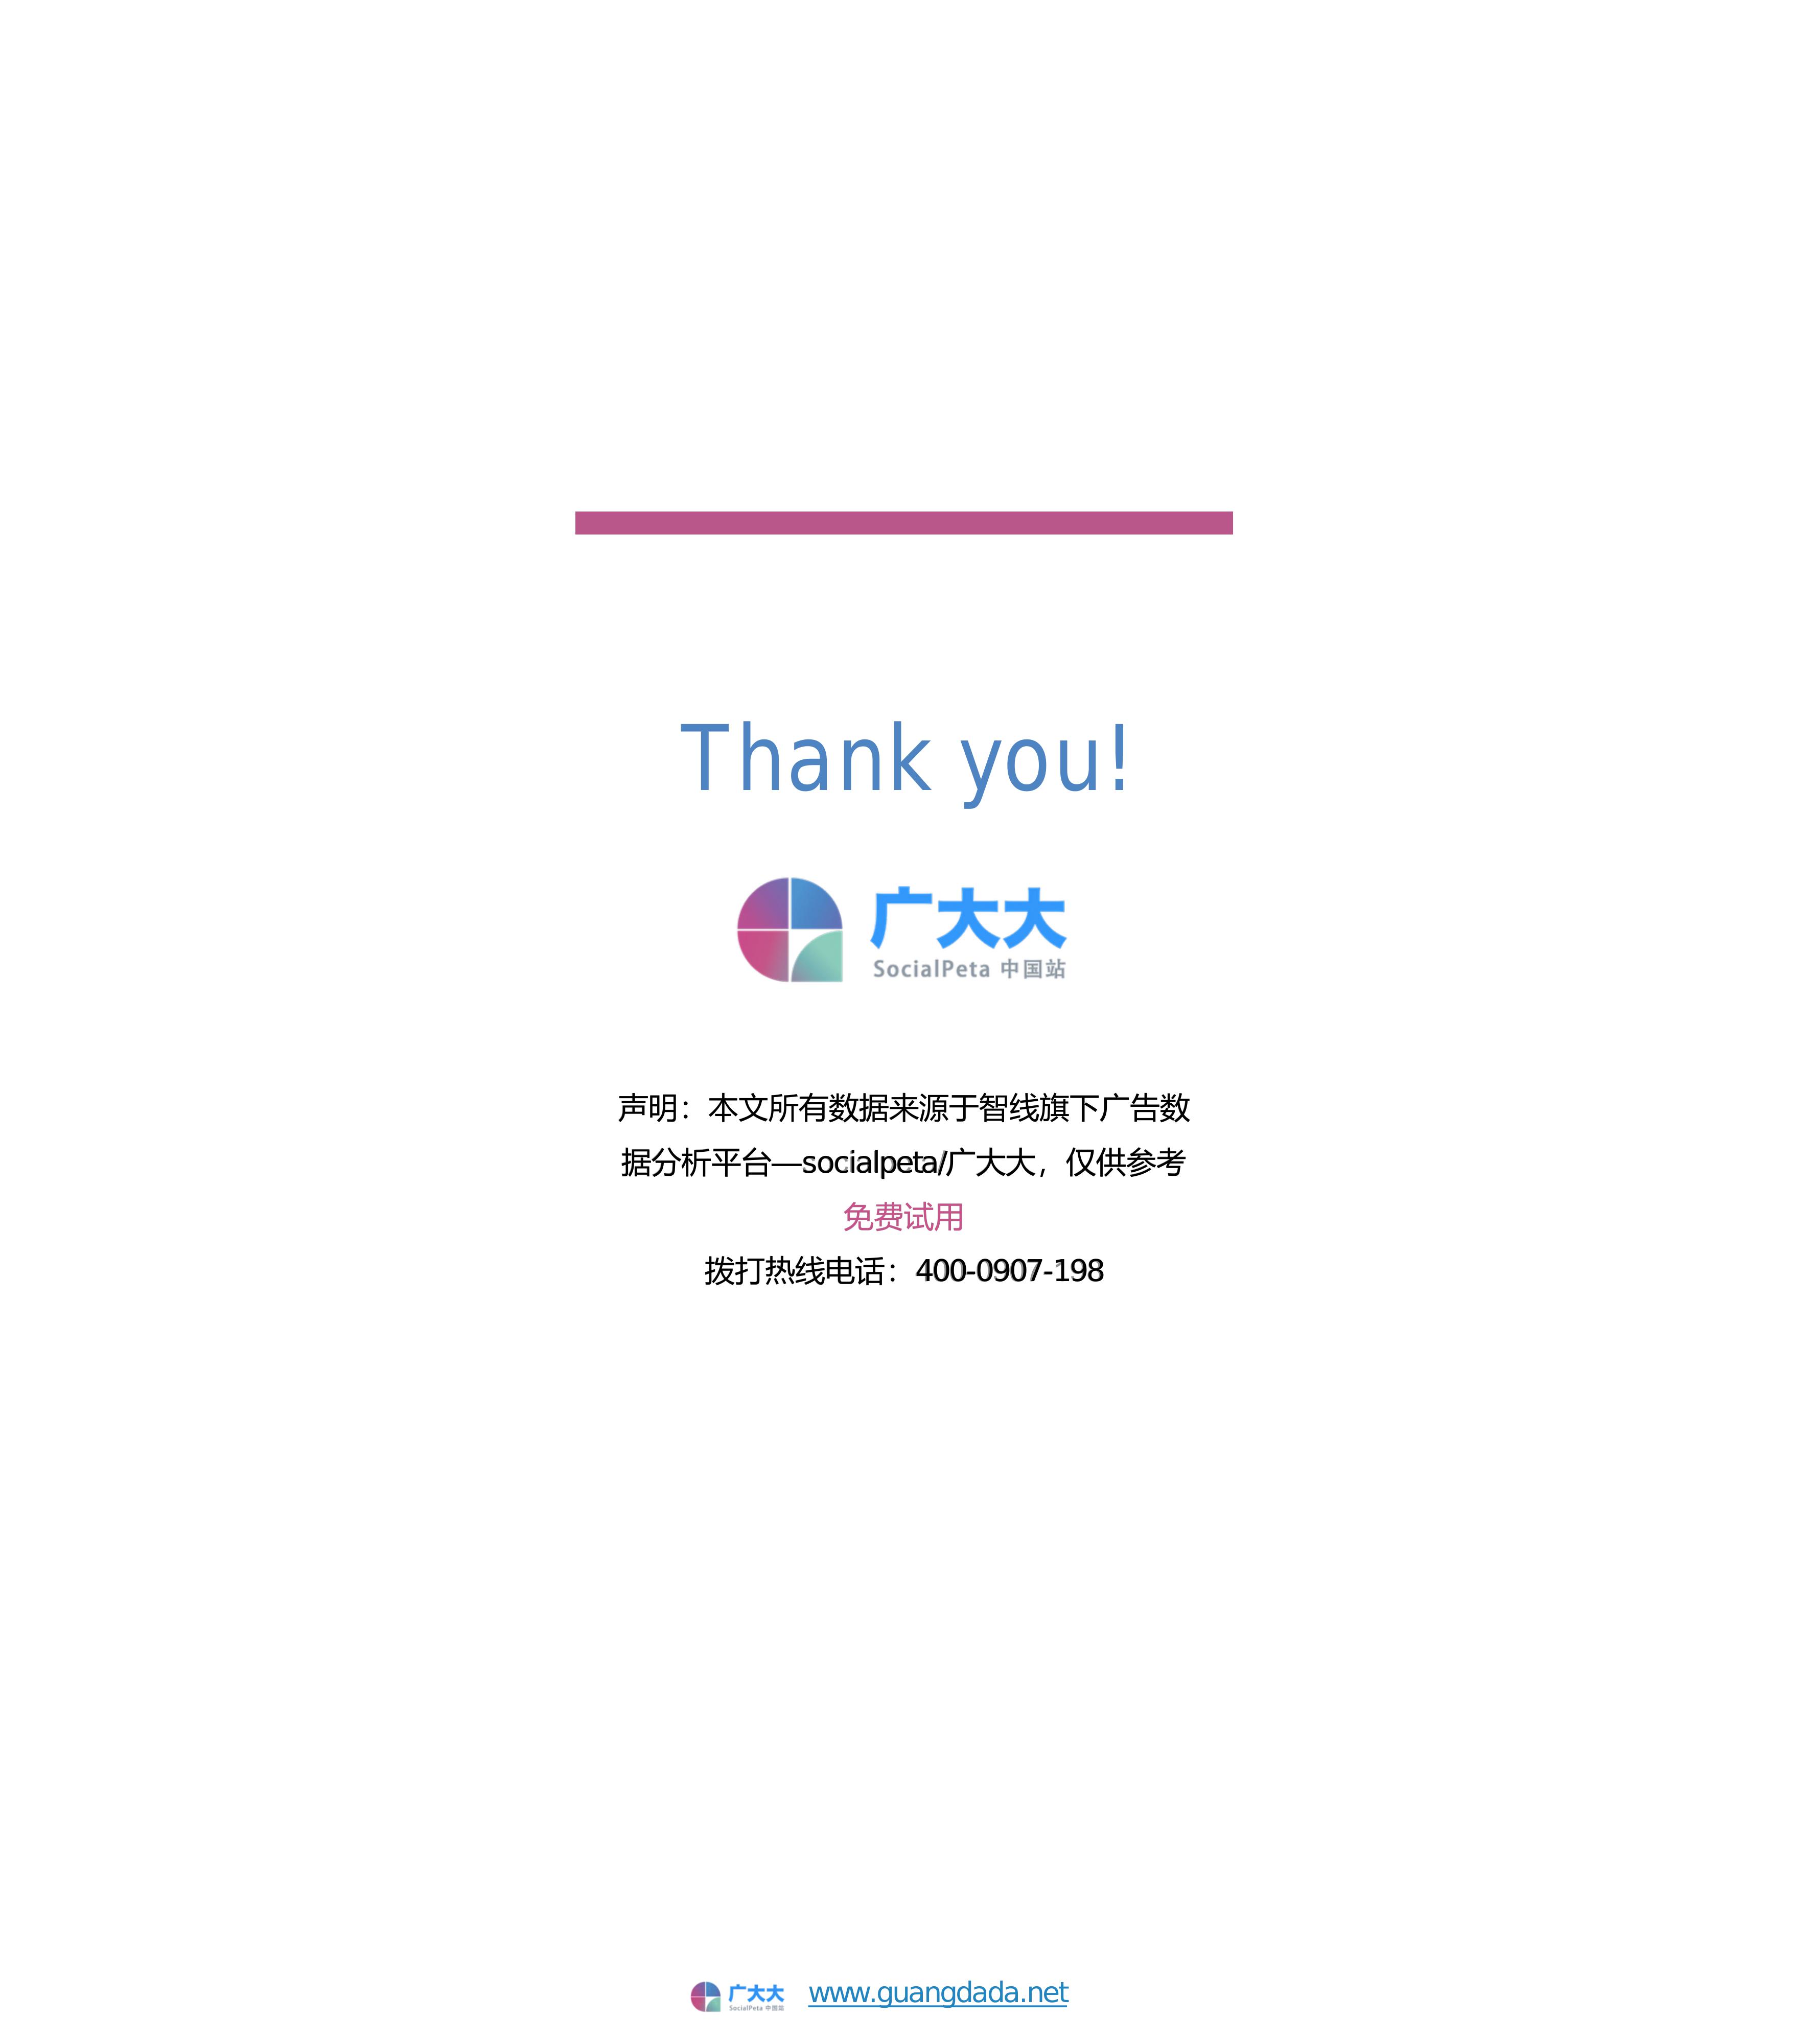 Thank you!
广大大
SocialPeta 中国站
声明：本文所有数据来源于智线旗下广告数
据分析平台—socialpeta/广大大，仅供参考
免费试用
拨打热线电话：400-0907-198
广大大
SocialPeta 中国站
www.guangdada.net